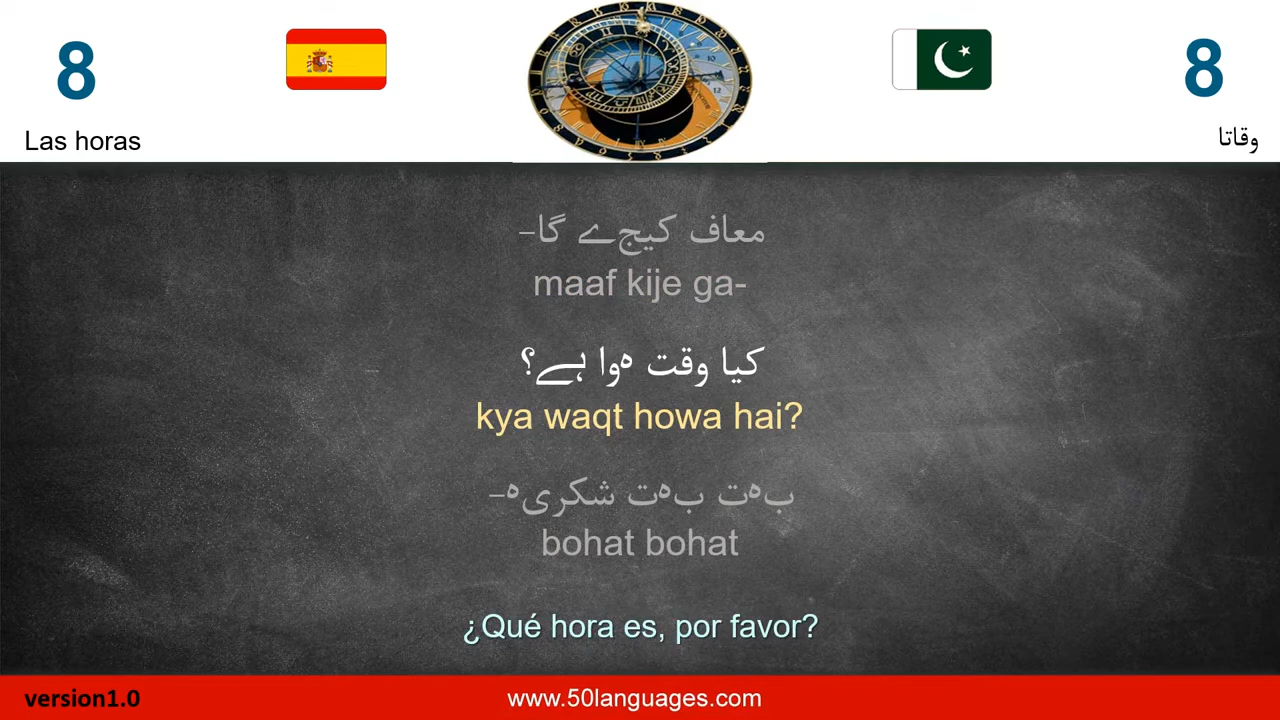 8
8
Las horas
وقاتا
معاف کیجے گا-
maaf kije ga-
کیا وقت ہوا ہے؟
kya waqt howa hai?
بہت بہت شکریہ-
bohat bohat
¿Qué hora es, por favor?
version1.0
www.50languages.com